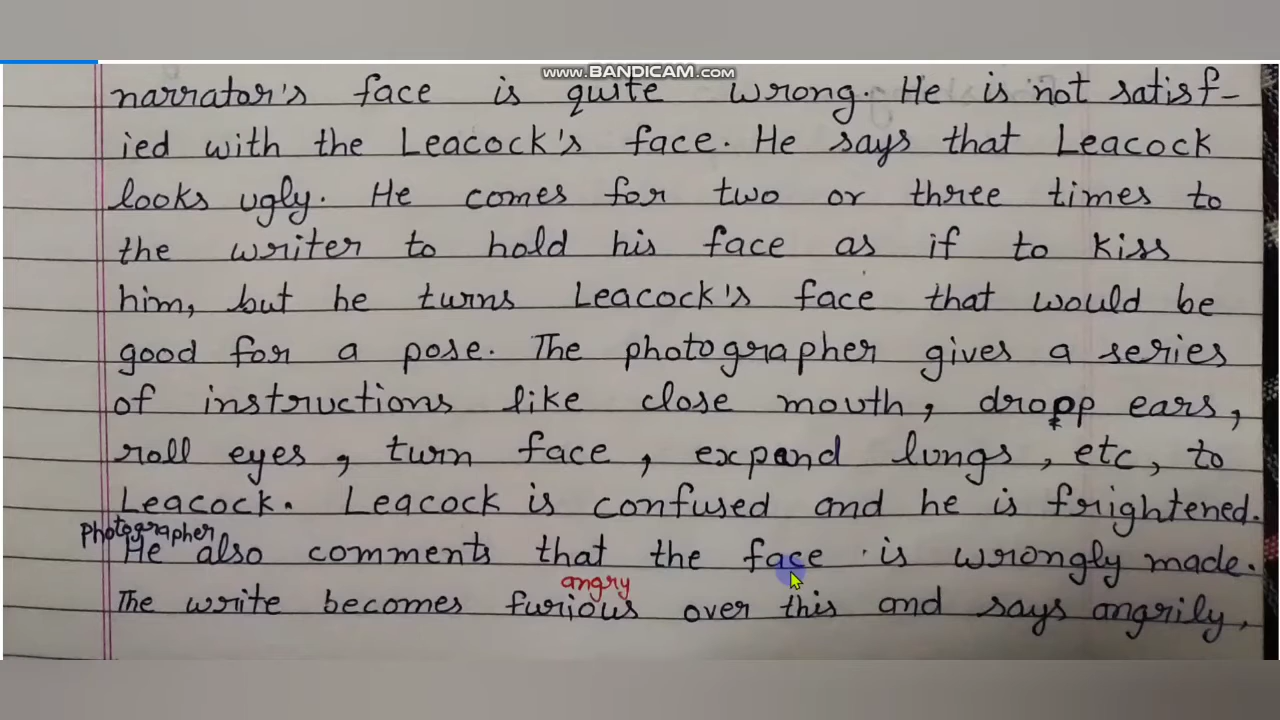 www.BANDICAM.com
narrator's face is quite wrong. He is not satisf-
ied with the Leacock's face. He says that Leacock
looks ugly. He comes for two or three times to
the writer to hold his face as if to kiss
him, but he turns Leacock's face that would be
good for a pose. The photographer gives a series
of instructions like close mouth, dropp ears,
roll eyes, turn face, expand lungs, etc, to
Leacock. Leacock is confused and he is frightened.
Photographer
He also comments that the face is wrongly made.
angry
The write becomes furious over this and says angrily,